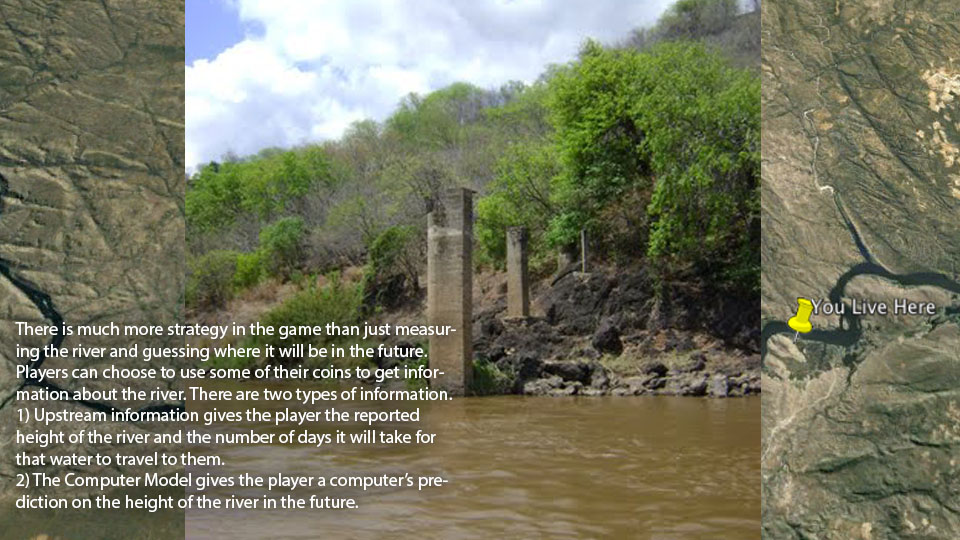 You Live Here
There is much more strategy in the game than just measur-
ing the river and guessing where it will be in the future.
Players can choose to use some of their coins to get infor-
mation about the river. There are two types of information.
1) Upstream information gives the player the reported
height of the river and the number of days it will take for
that water to travel to them.
2) The Computer Model gives the player a computer’s pre-
diction on the height of the river in the future.